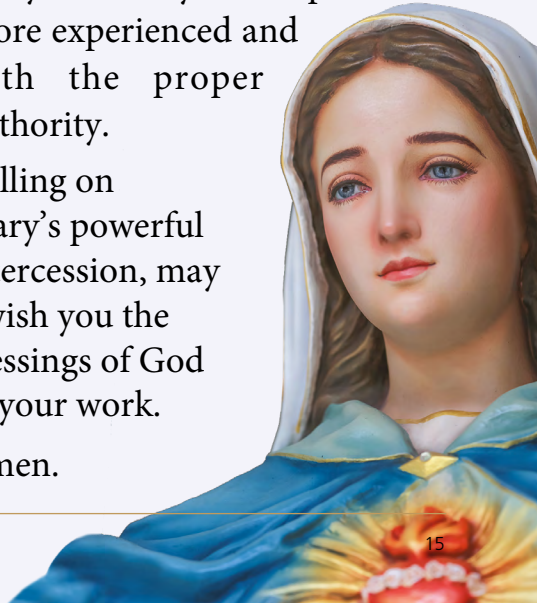 ore experienced and
th the proper
thority.
lling on
ary’s powerful
ercession, may
vish you the
essings of God
your work.
men.
15